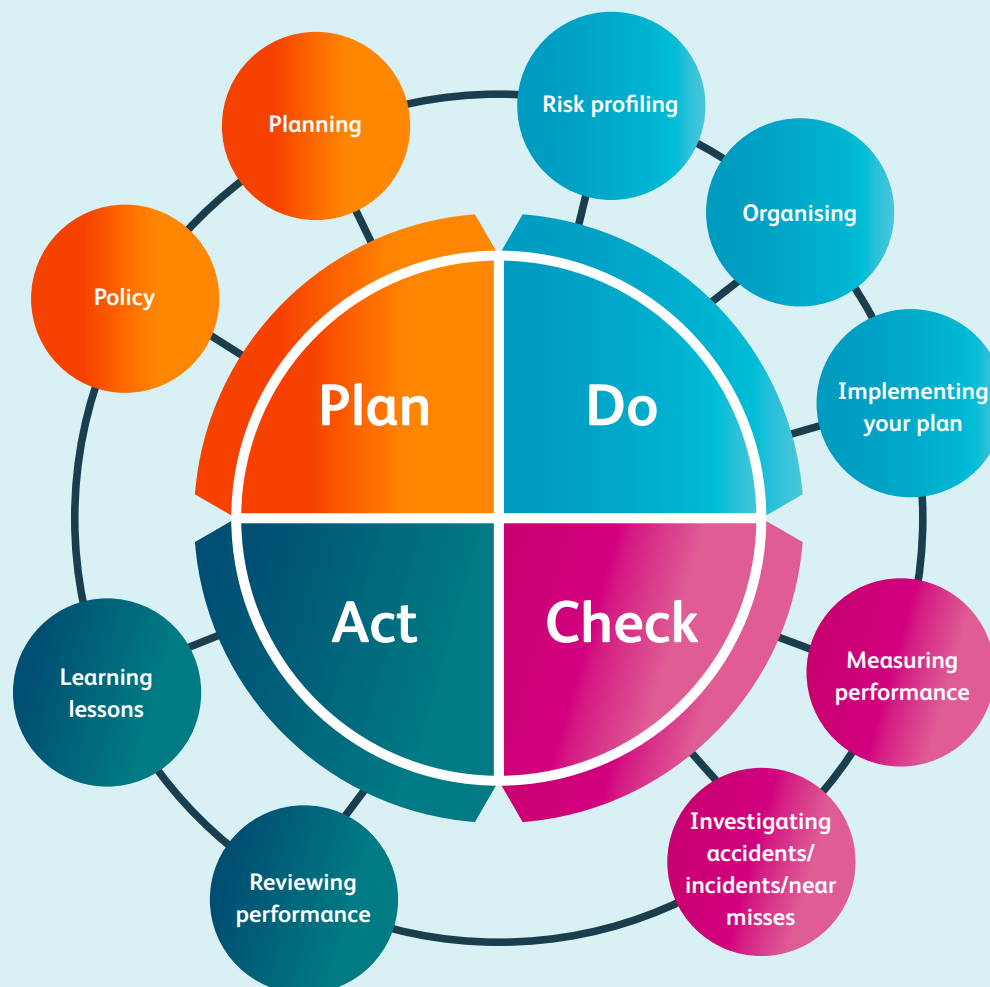 Planning
Risk profiling
Organising
Policy
Implementing
your plan
Plan
Do
Act
Check
Learning
lessons
Measuring
performance
Reviewing
performance
Investigating
accidents/
incidents/near
misses